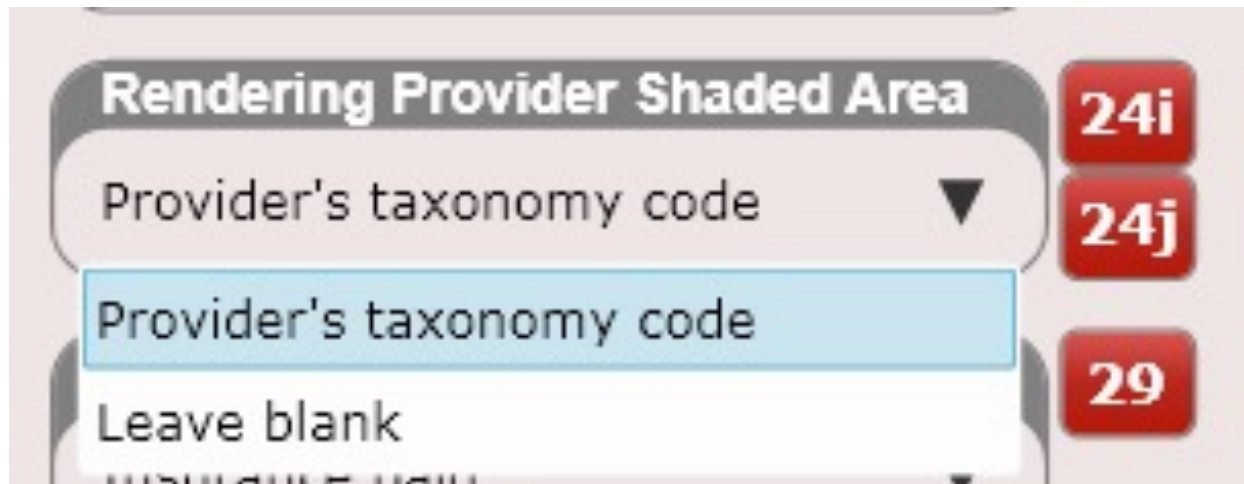 Rendering Provider Shaded Area
24i
Provider's taxonomy code
24j
Provider's taxonomy code
29
Leave blank